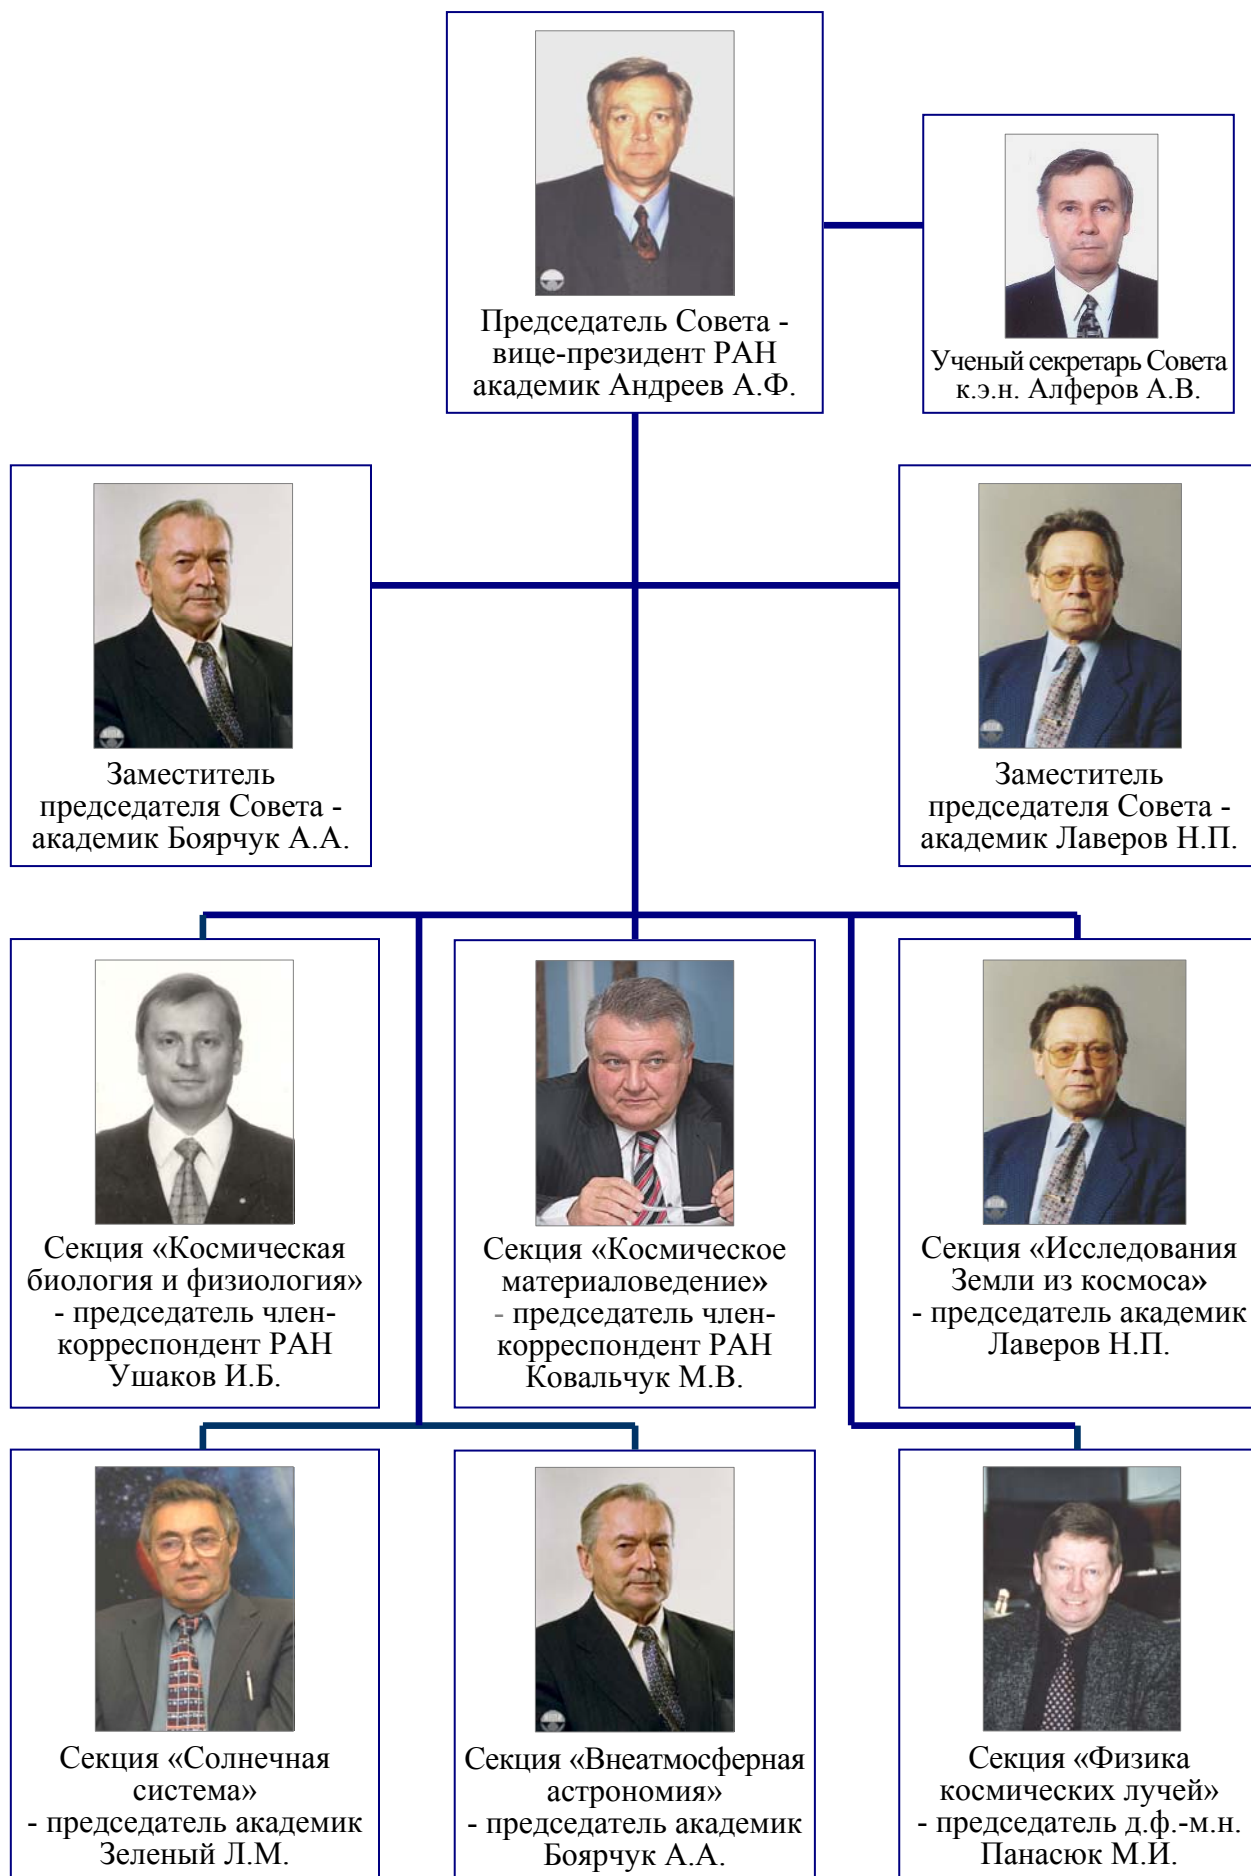 Председатель Совета -
вице-президент РАН
академик Андреев А.Ф.
Ученый секретарь Совета
к.э.н. Алферов А.В.
Заместитель
председателя Совета -
академик Боярчук А.А.
Заместитель
председателя Совета -
академик Лаверов Н.П.
Секция «Космическая
биология и физиология»
- председатель член-
корреспондент РАН
Ушаков И.Б.
Секция «Космическое
материаловедение»
- председатель член-
корреспондент РАН
Ковальчук М.В.
Секция «Исследования
Земли из космоса»
- председатель академик
Лаверов Н.П.
Секция «Солнечная
система»
- председатель академик
Зеленый Л.М.
Секция «Внеатмосферная
астрономия»
- председатель академик
Боярчук А.А.
Секция «Физика
космических лучей»
- председатель д.ф.-м.н.
Панасюк М.И.